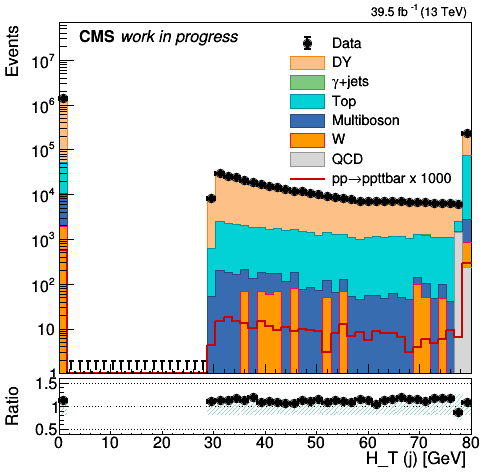 39.5 fb⁻¹ (13 TeV)
CMS work in progress
Events
Data
DY
γ+jets
Top
Multiboson
W
QCD
pp→ppttbar x 1000
10⁷
10⁶
10⁵
10⁴
10³
10²
10
1
Ratio
1.5
1
0.5
0 10 20 30 40 50 60 70 80
H_T (j) [GeV]